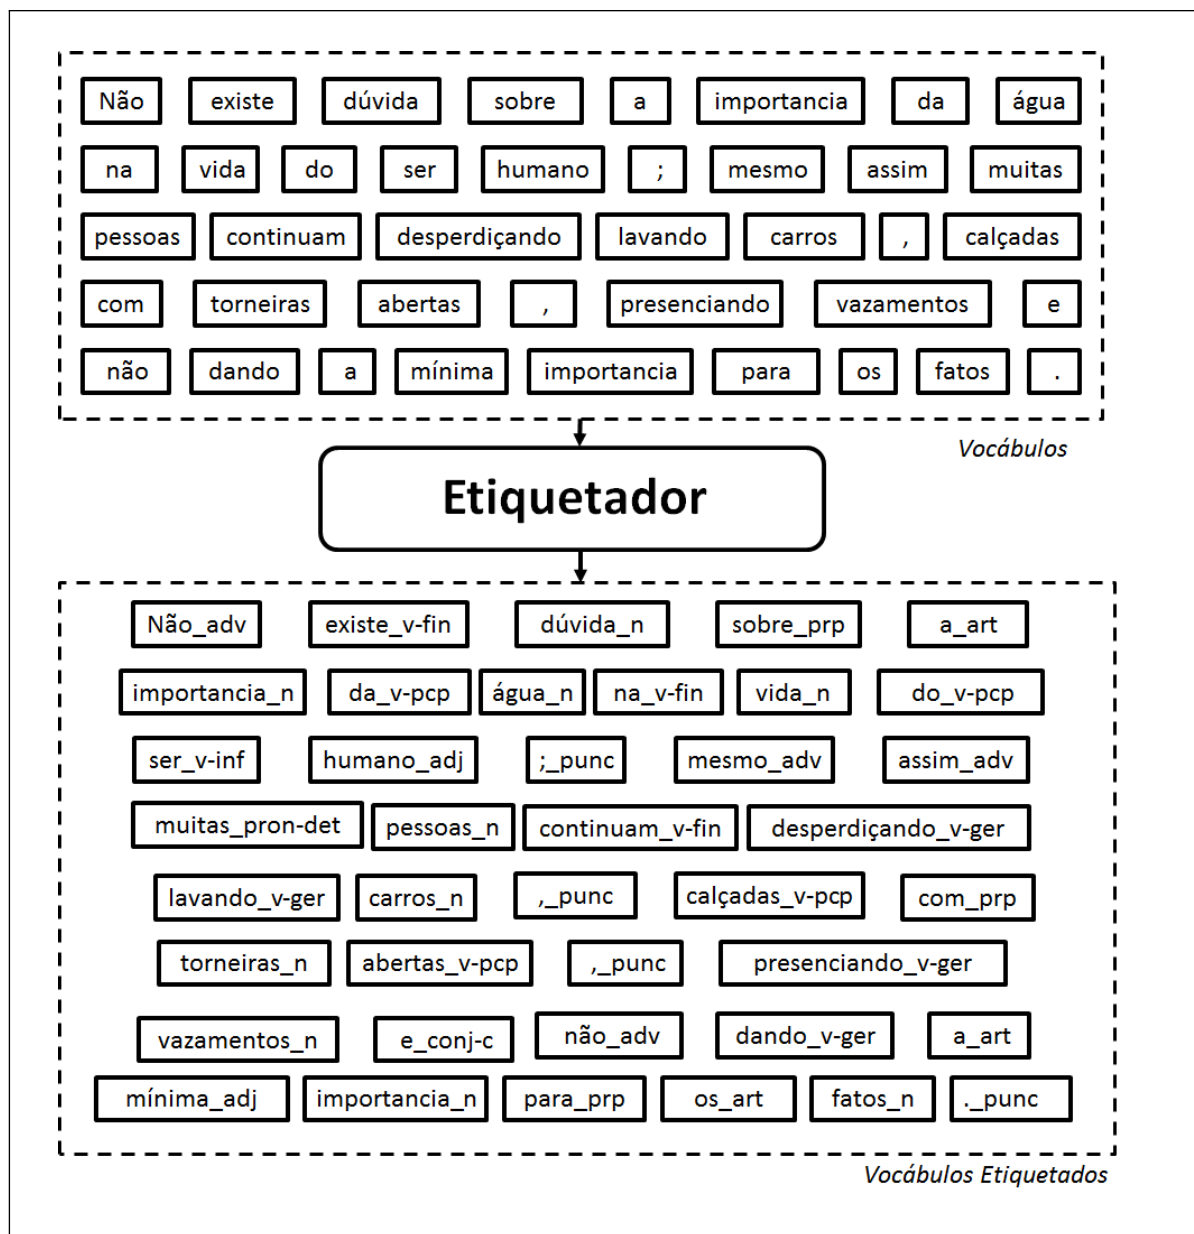 Não existe dúvida sobre a importancia da água
na vida do ser humano ; mesmo assim muitas
pessoas continuam desperdiçando lavando carros , calçadas
com torneiras abertas , presenciando vazamentos e
não dando a mínima importancia para os fatos .
Vocábulos
Etiquetador
Não_adv existe_v-fin dúvida_n sobre_prp a_art
importancia_n da_v-pcp água_n na_v-fin vida_n do_v-pcp
ser_v-inf humano_adj ;_punc mesmo_adv assim_adv
muitas_pron-det pessoas_n continuam_v-fin desperdiçando_v-ger
lavando_v-ger carros_n ,_punc calçadas_v-pcp com_prp
torneiras_n abertas_v-pcp ,_punc presenciando_v-ger
vazamentos_n e_conj-c não_adv dando_v-ger a_art
mínima_adj importancia_n para_prp os_art fatos_n ._punc
Vocábulos Etiquetados